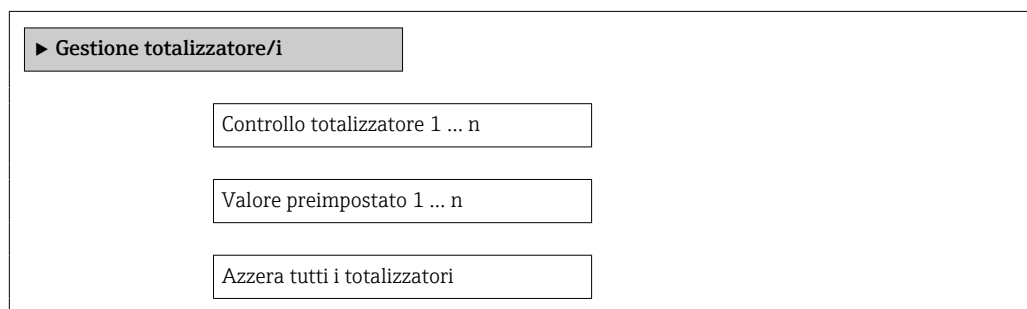 ▶ Gestione totalizzatore/i
Controllo totalizzatore 1 … n
Valore preimpostato 1 … n
Azzera tutti i totalizzatori